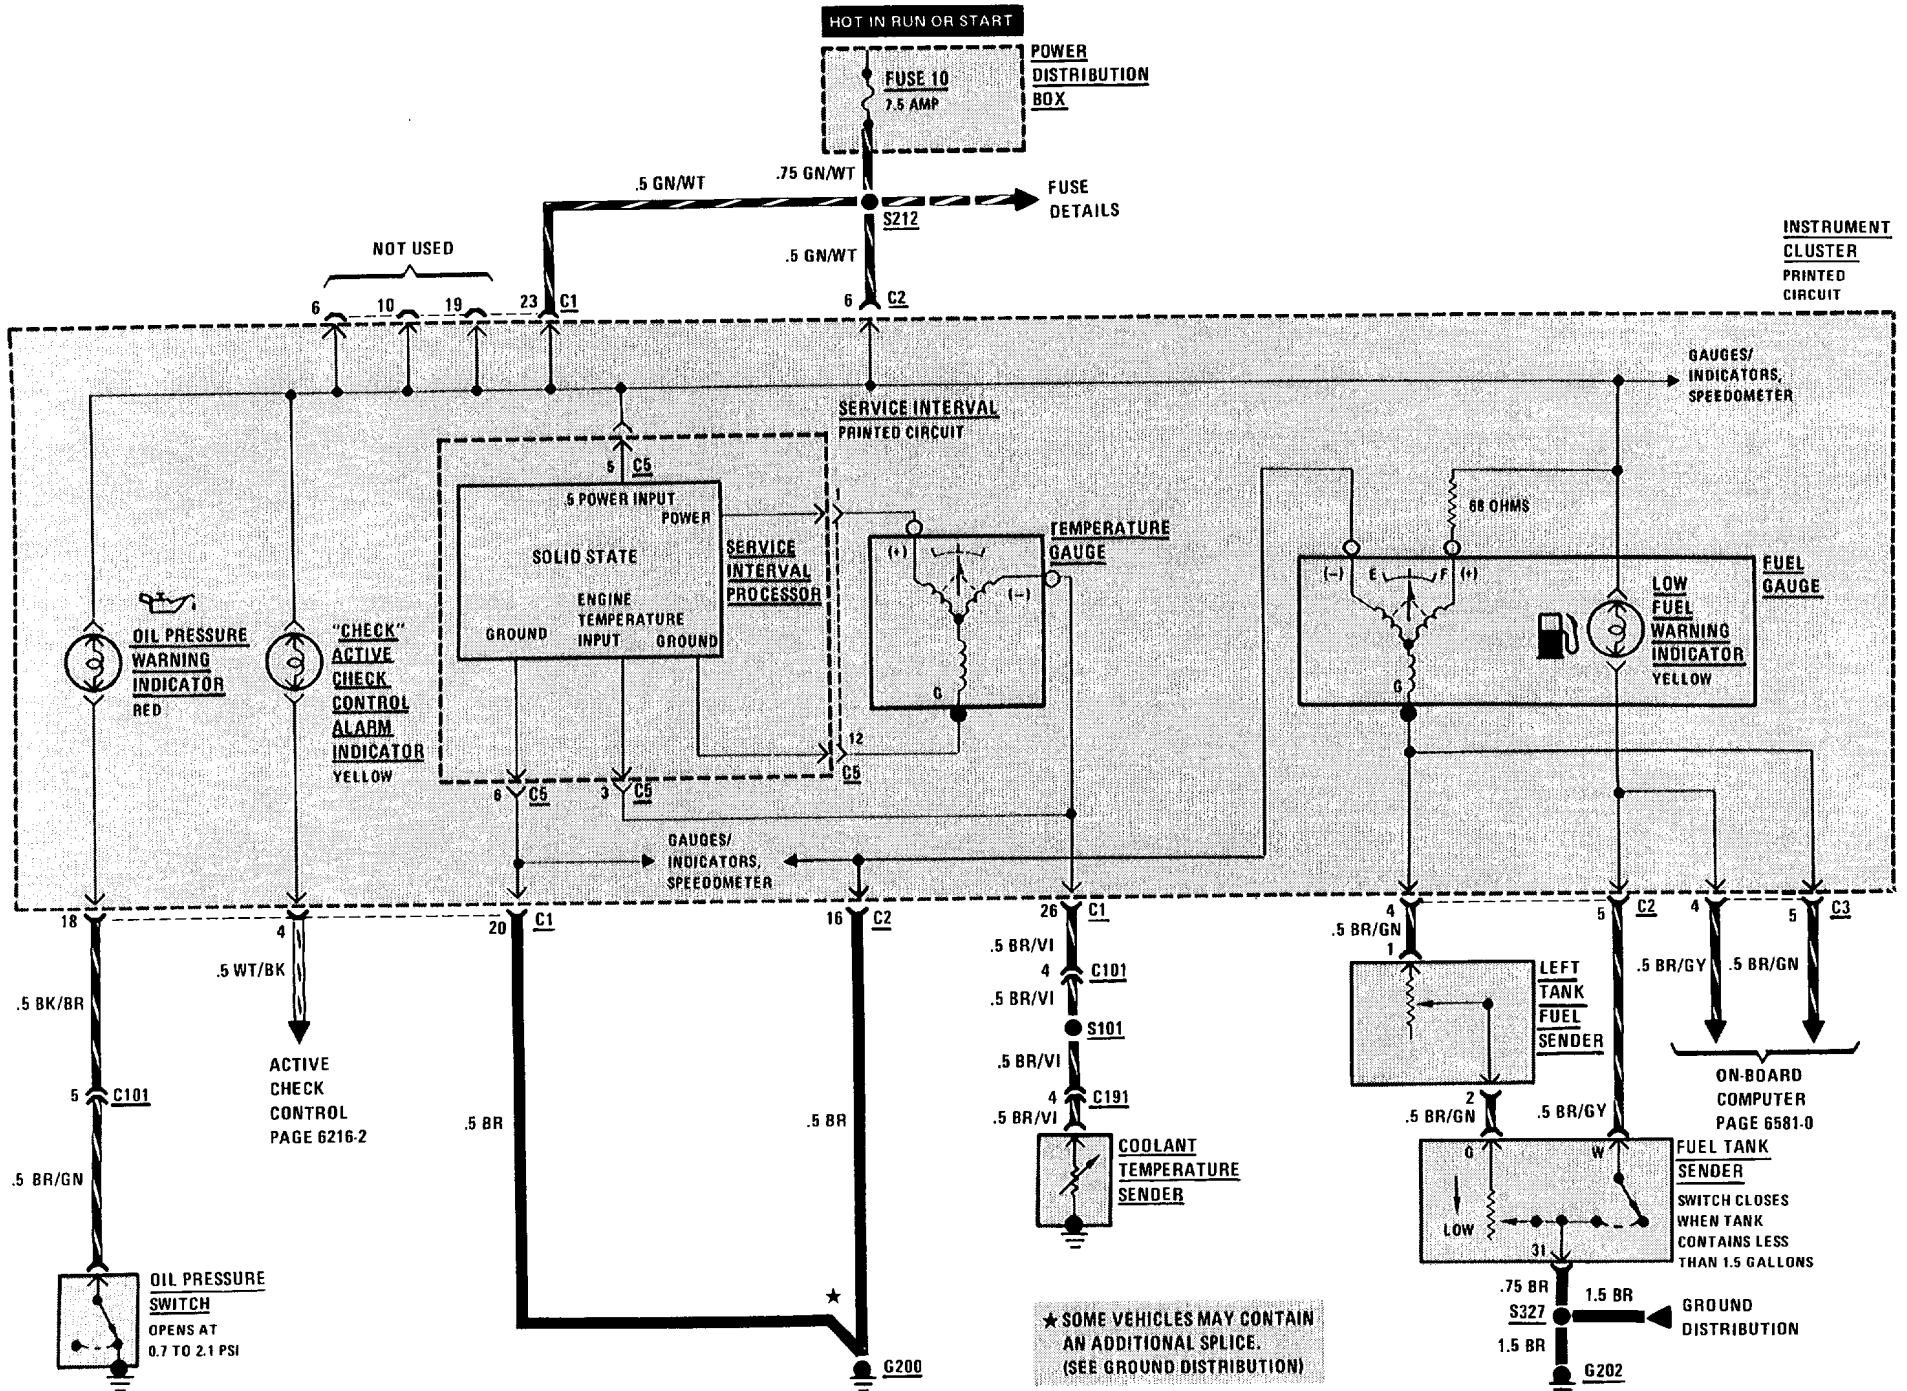 HOT IN RUN OR START
POWER
DISTRIBUTION
BOX
FUSE 10
7.5 AMP
.75 GN/WT
.5 GN/WT
FUSE
DETAILS
S212
.5 GN/WT
NOT USED
INSTRUMENT
CLUSTER
PRINTED
CIRCUIT
6
10
19
23
C1
6
C2
GAUGES/
INDICATORS,
SPEEDOMETER
SERVICE INTERVAL
PRINTED CIRCUIT
5
C5
.5 POWER INPUT
POWER
1
SOLID STATE
SERVICE
INTERVAL
PROCESSOR
ENGINE
TEMPERATURE
INPUT
GROUND
GROUND
TEMPERATURE
GAUGE
(+)
(-)
G
68 OHMS
FUEL
GAUGE
(-)
E
F
(+)
G
LOW
FUEL
WARNING
INDICATOR
YELLOW
OIL PRESSURE
WARNING
INDICATOR
RED
"CHECK"
ACTIVE
CHECK
CONTROL
ALARM
INDICATOR
YELLOW
12
C5
6
C5
3
C5
GAUGES/
INDICATORS,
SPEEDOMETER
18
4
20
C1
16
C2
26
C1
4
5
C2
4
5
C3
.5 BK/BR
.5 WT/BK
ACTIVE
CHECK
CONTROL
PAGE 6216-2
5
C101
.5 BR/GN
OIL PRESSURE
SWITCH
OPENS AT
0.7 TO 2.1 PSI
.5 BR
.5 BR
★
G200
.5 BR/VI
4
C101
.5 BR/VI
S101
.5 BR/VI
4
C191
.5 BR/VI
COOLANT
TEMPERATURE
SENDER
★ SOME VEHICLES MAY CONTAIN
AN ADDITIONAL SPLICE.
(SEE GROUND DISTRIBUTION)
.5 BR/GN
1
LEFT
TANK
FUEL
SENDER
2
.5 BR/GN
.5 BR/GY
.5 BR/GY
.5 BR/GN
ON-BOARD
COMPUTER
PAGE 6581-0
G
W
LOW
31
FUEL TANK
SENDER
SWITCH CLOSES
WHEN TANK
CONTAINS LESS
THAN 1.5 GALLONS
.75 BR
S327
1.5 BR
1.5 BR
GROUND
DISTRIBUTION
G202